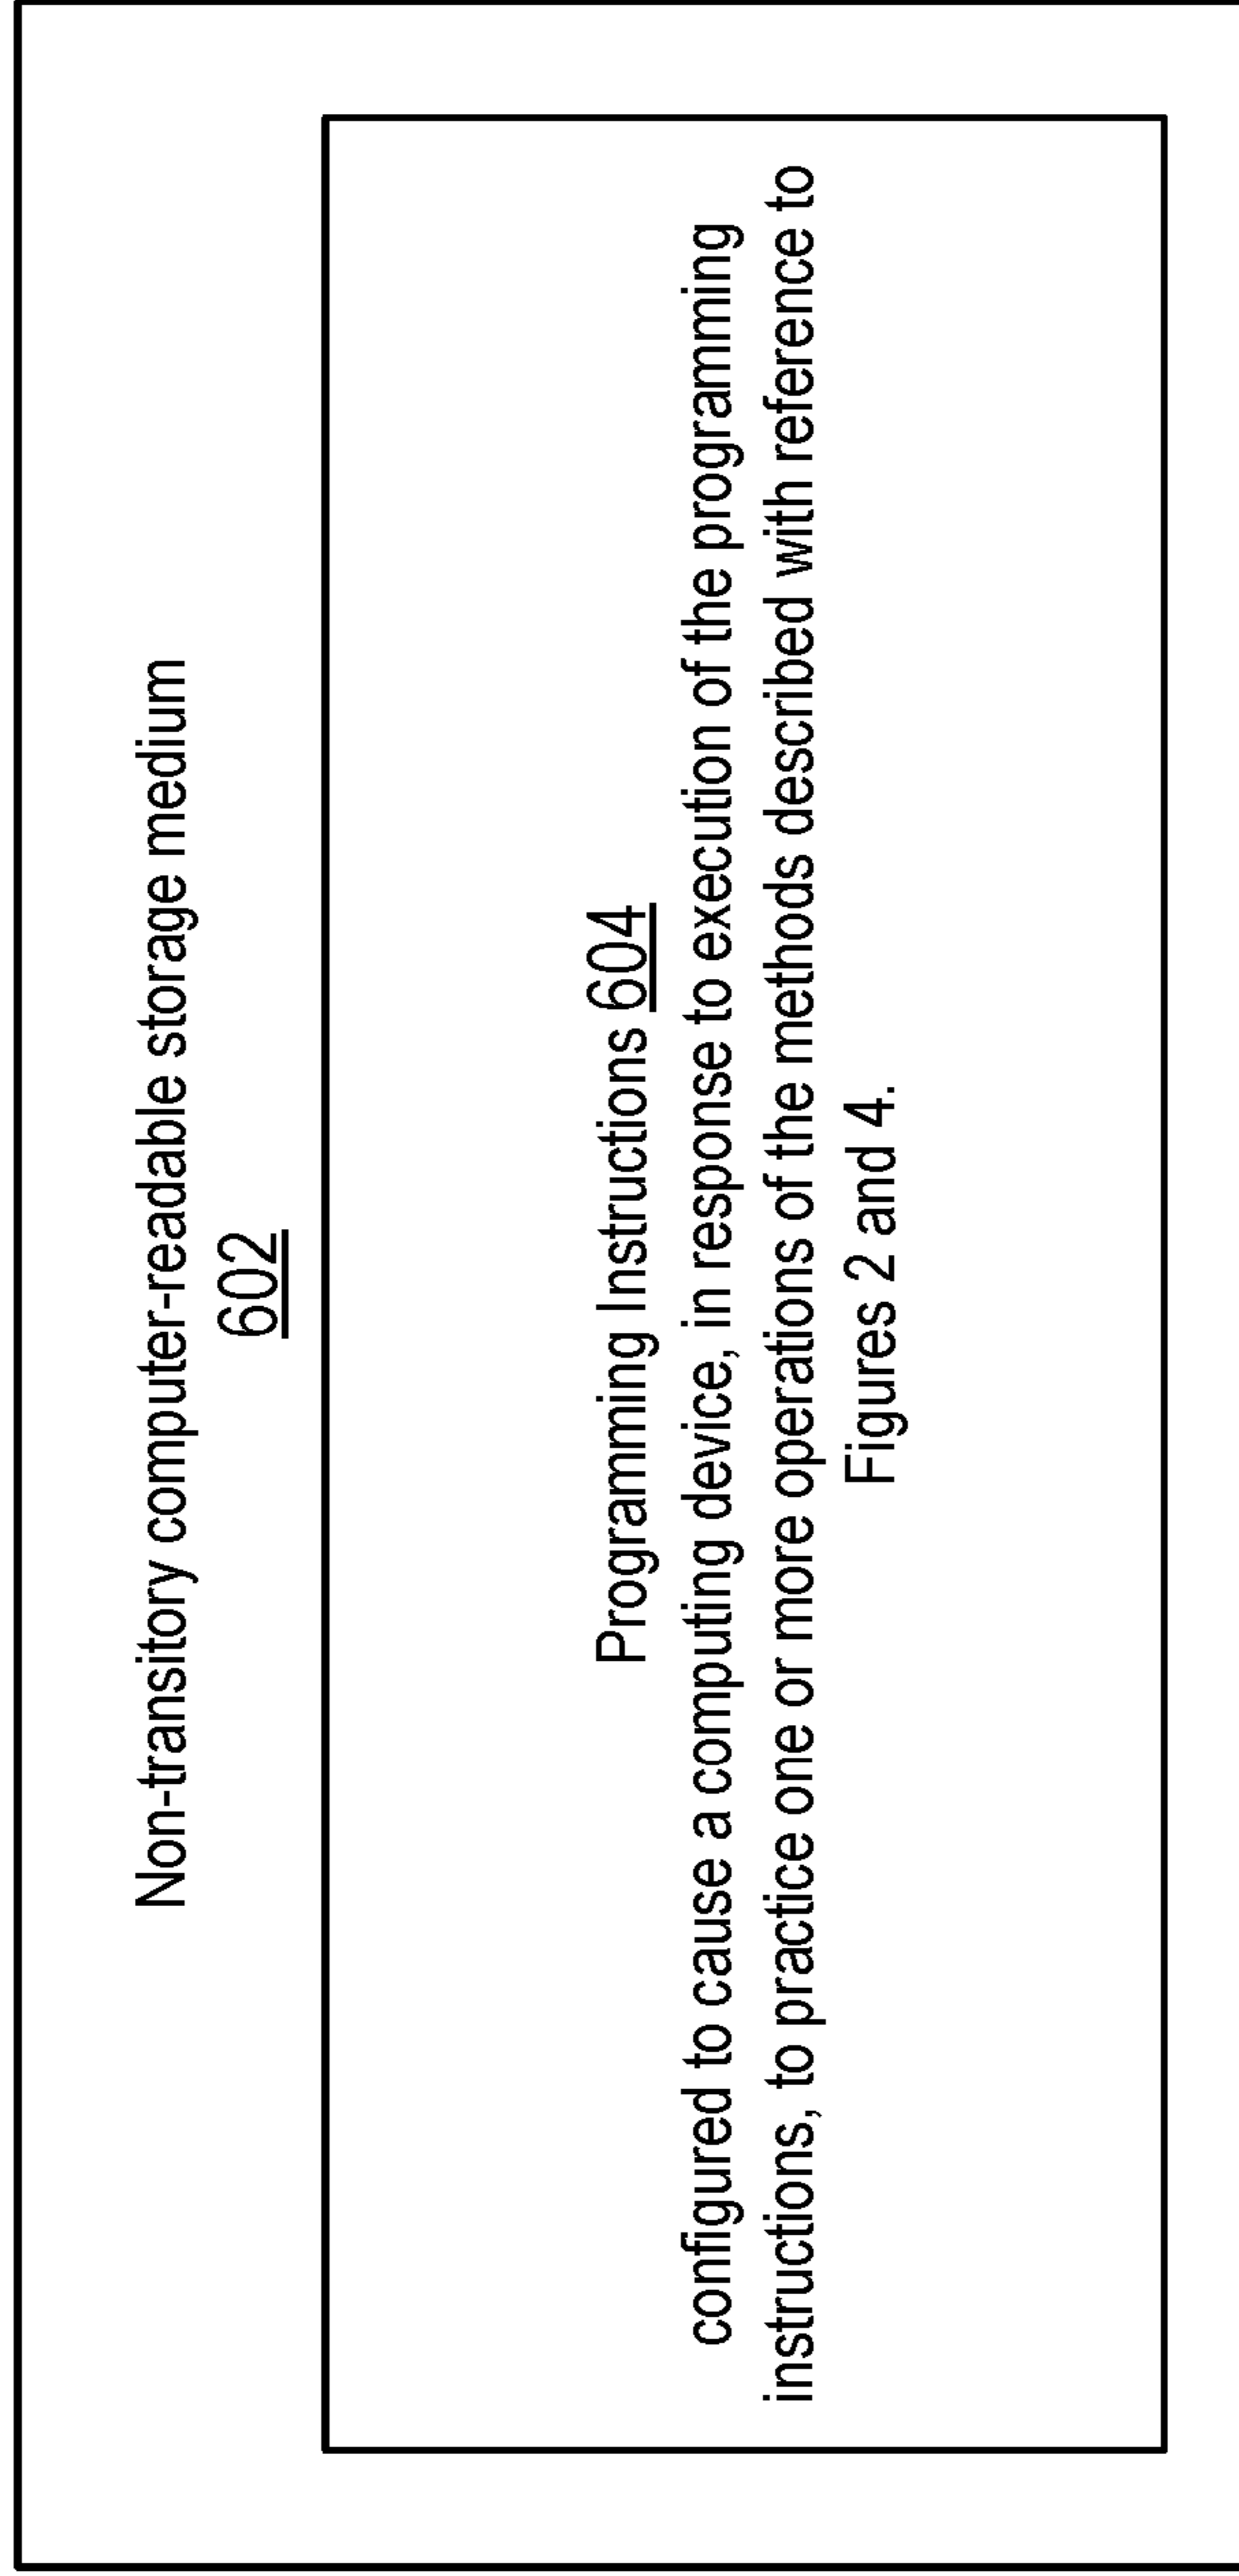 Non-transitory computer-readable storage medium
602
Programming Instructions 604
configured to cause a computing device, in response to execution of the programming
instructions, to practice one or more operations of the methods described with reference to
Figures 2 and 4.